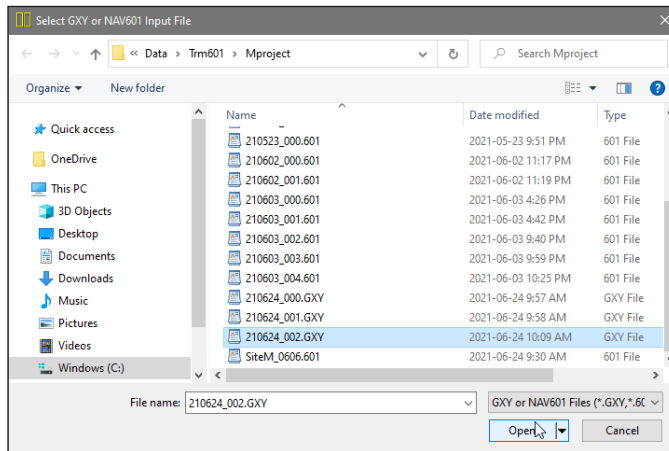 Select GXY or NAV601 Input File
« Data › Trm601 › Mproject
Search Mproject
Organize
New folder
Name
Date modified
Type
Quick access
OneDrive
This PC
3D Objects
Desktop
Documents
Downloads
Music
Pictures
Videos
Windows (C:)
210523_000.601 2021-05-23 9:51 PM 601 File
210602_000.601 2021-06-02 11:17 PM 601 File
210602_001.601 2021-06-02 11:19 PM 601 File
210603_000.601 2021-06-03 4:26 PM 601 File
210603_001.601 2021-06-03 4:42 PM 601 File
210603_002.601 2021-06-03 9:40 PM 601 File
210603_003.601 2021-06-03 9:59 PM 601 File
210603_004.601 2021-06-03 10:25 PM 601 File
210624_000.GXY 2021-06-24 9:57 AM GXY File
210624_001.GXY 2021-06-24 9:58 AM GXY File
210624_002.GXY 2021-06-24 10:09 AM GXY File
SiteM_0606.601 2021-06-24 9:30 AM 601 File
File name: 210624_002.GXY
GXY or NAV601 Files (*.GXY,*.6(
Open
Cancel